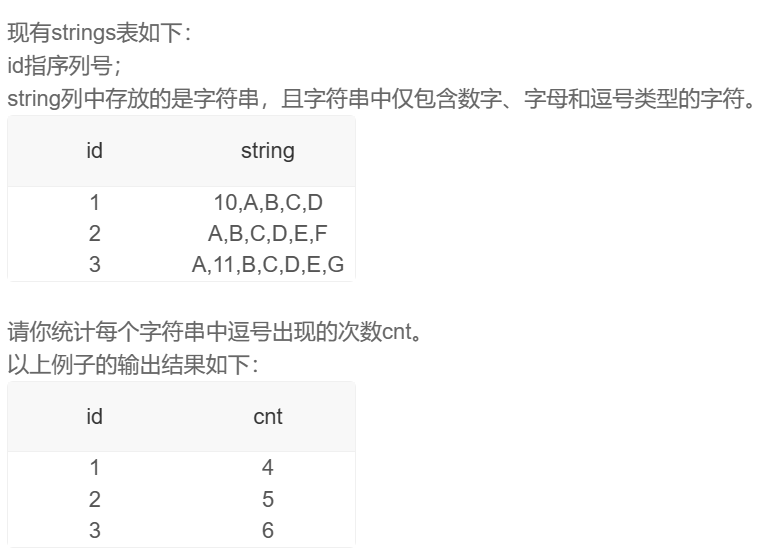 现有strings表如下：
id指序列号；
string列中存放的是字符串，且字符串中仅包含数字、字母和逗号类型的字符。
id string
1 10,A,B,C,D
2 A,B,C,D,E,F
3 A,11,B,C,D,E,G
请你统计每个字符串中逗号出现的次数cnt。
以上例子的输出结果如下：
id cnt
1 4
2 5
3 6